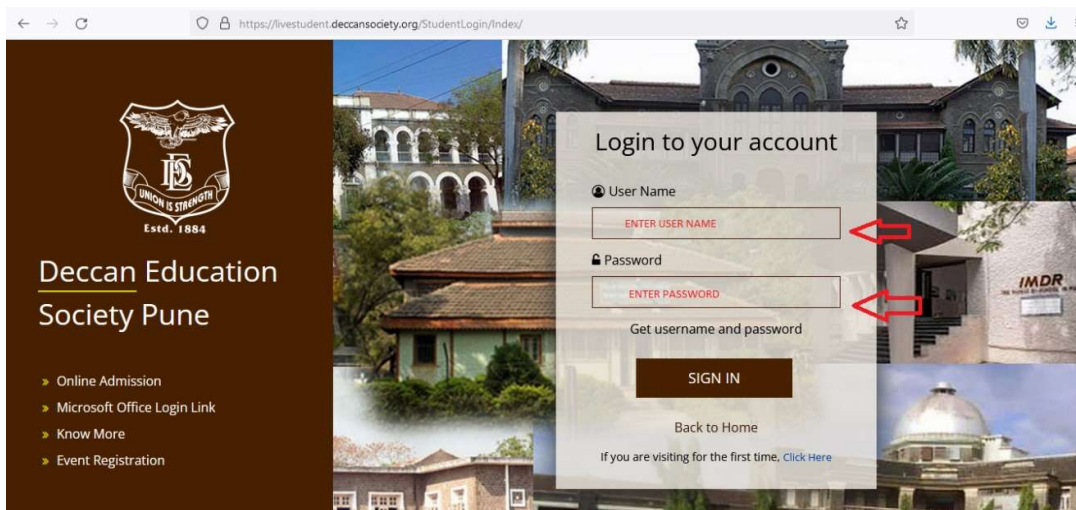 https://livestudent.deccansociety.org/StudentLogin/Index/
UNION IS STRENGTH
Estd. 1884
Deccan Education
Society Pune
» Online Admission
» Microsoft Office Login Link
» Know More
» Event Registration
Login to your account
User Name
ENTER USER NAME
Password
ENTER PASSWORD
Get username and password
SIGN IN
Back to Home
If you are visiting for the first time, Click Here
IMDR